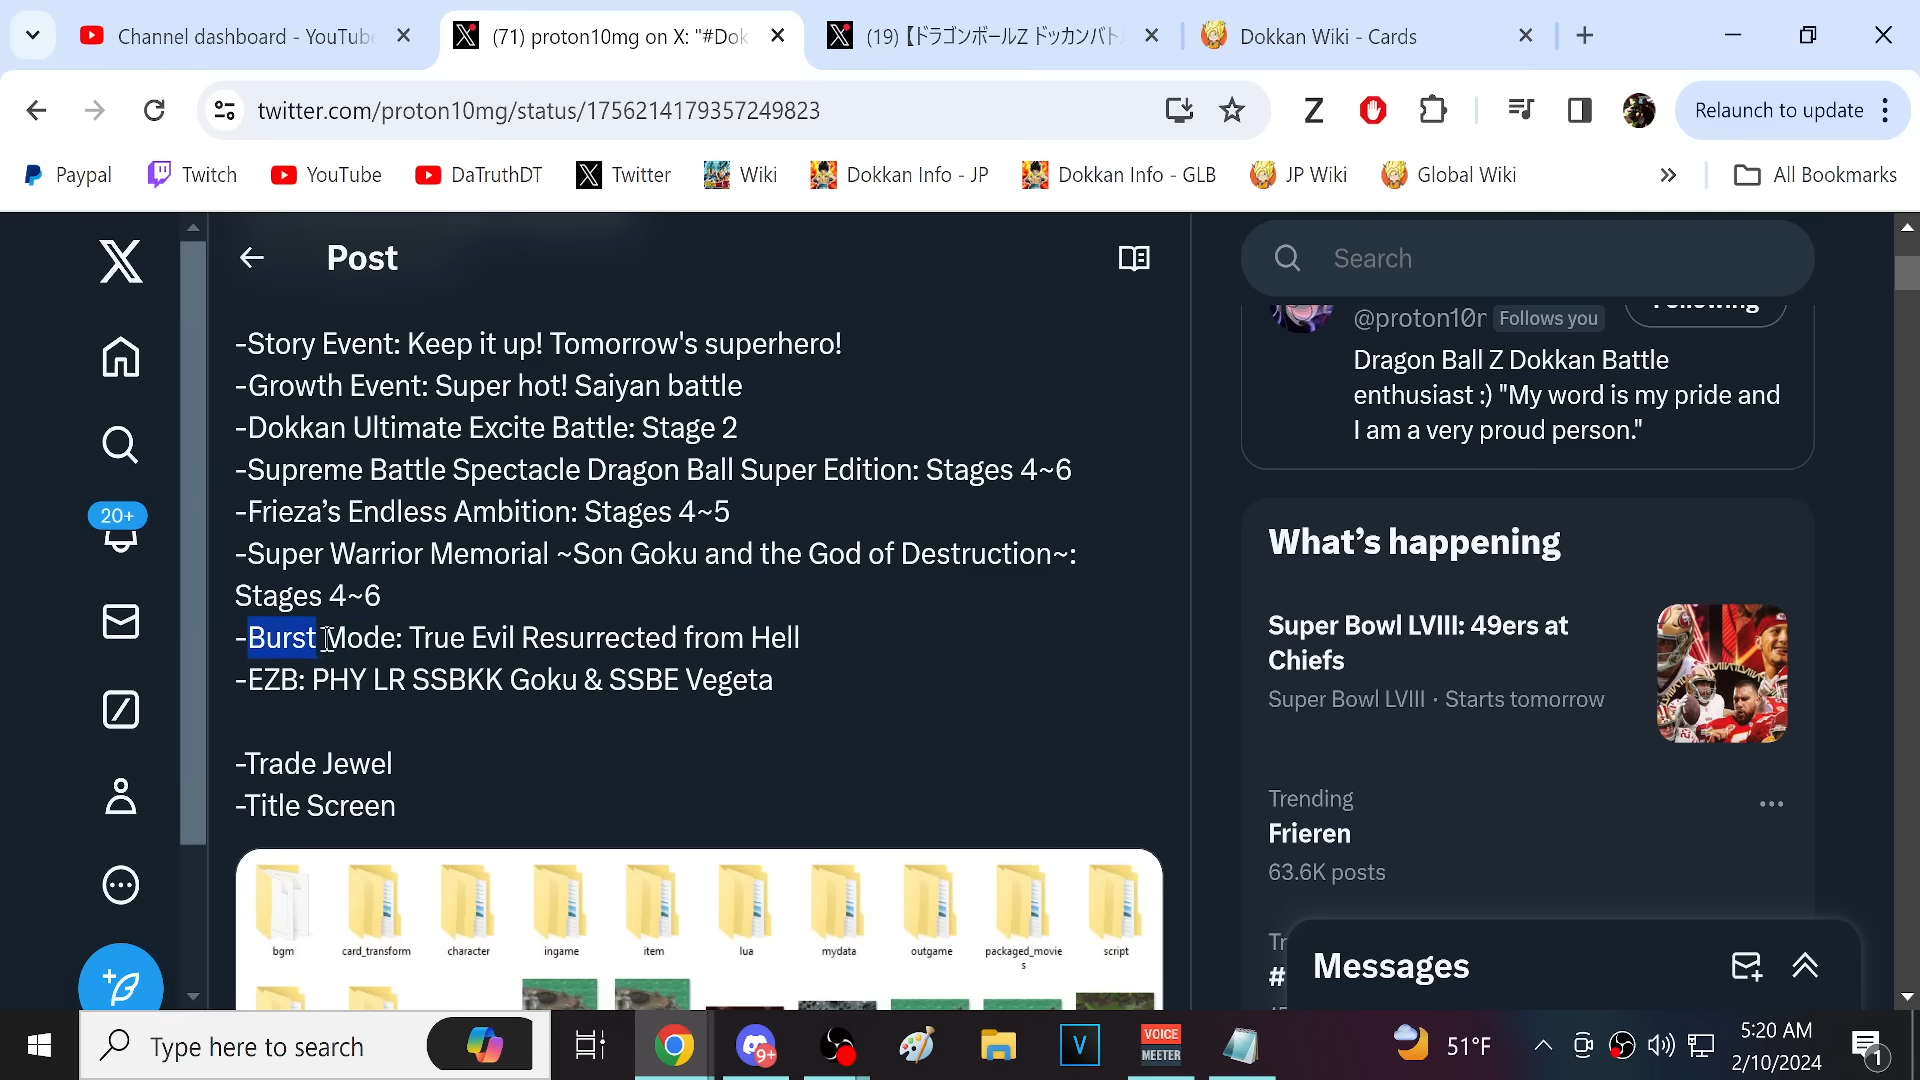 Channel dashboard - YouTube
(71) proton10mg on X: "#Dok
(19) 【ドラゴンボールZ ドッカンバト
Dokkan Wiki - Cards
twitter.com/proton10mg/status/1756214179357249823
Relaunch to update
Paypal
Twitch
YouTube
DaTruthDT
Twitter
Wiki
Dokkan Info - JP
Dokkan Info - GLB
JP Wiki
Global Wiki
All Bookmarks
Post
-Story Event: Keep it up! Tomorrow's superhero!
-Growth Event: Super hot! Saiyan battle
-Dokkan Ultimate Excite Battle: Stage 2
-Supreme Battle Spectacle Dragon Ball Super Edition: Stages 4~6
-Frieza’s Endless Ambition: Stages 4~5
-Super Warrior Memorial ~Son Goku and the God of Destruction~:
Stages 4~6
-Burst Mode: True Evil Resurrected from Hell
-EZB: PHY LR SSBKK Goku & SSBE Vegeta
-Trade Jewel
-Title Screen
bgm
card_transform
character
ingame
item
lua
mydata
outgame
packaged_movie
s
script
20+
Search
Following
@proton10r
Follows you
Dragon Ball Z Dokkan Battle
enthusiast :) "My word is my pride and
I am a very proud person."
What’s happening
Super Bowl LVIII: 49ers at
Chiefs
Super Bowl LVIII · Starts tomorrow
Trending
Frieren
63.6K posts
Tr
#
Messages
Type here to search
9+
V
VOICE
MEETER
51°F
5:20 AM
2/10/2024
1